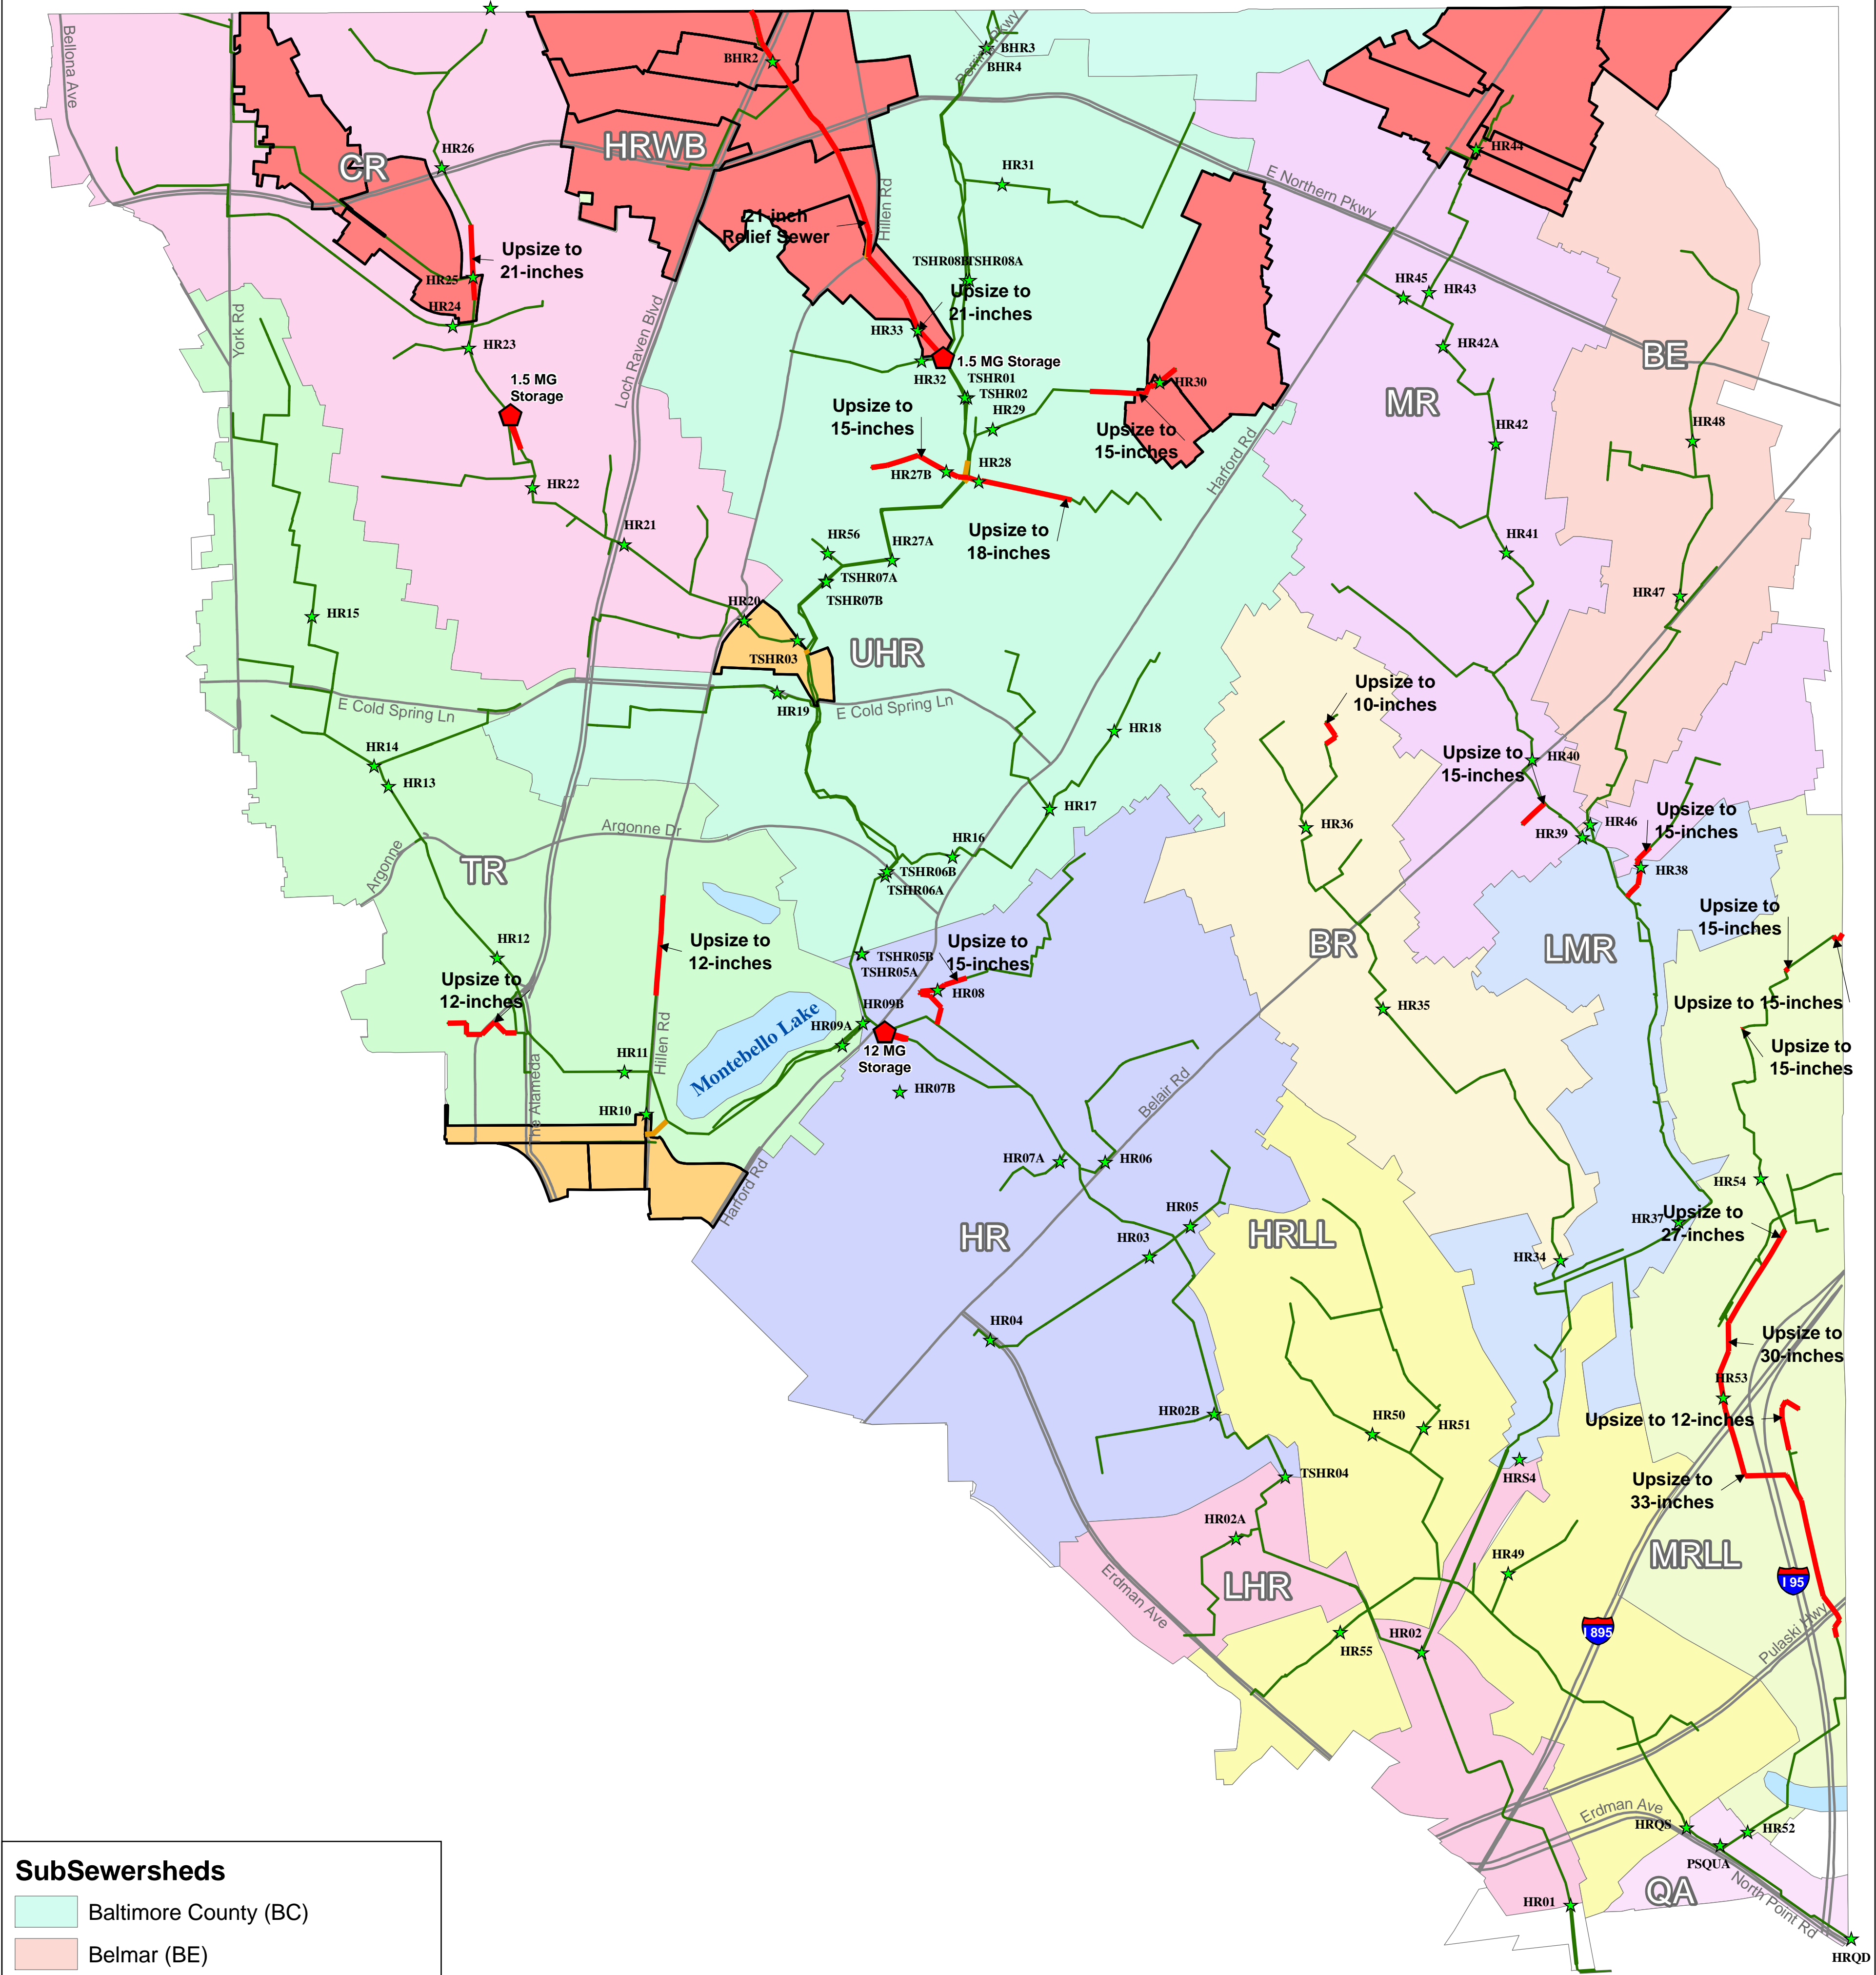 BHR3
Perring Pkwy
BHR4
BHR2
Bellona Ave
HR26
CR
HRWB
HR44
HR31
E Northern Pkwy
Hillen Rd
21 inch
Relief Sewer
Upsize to
21-inches
HR25
HR24
HR23
TSHR08B
TSHR08A
Upsize to
21-inches
HR33
HR45
HR43
HR42A
BE
York Rd
Loch Raven Blvd
1.5 MG
Storage
1.5 MG Storage
HR32
TSHR01
TSHR02
HR30
HR29
MR
Upsize to
15-inches
Upsize to
15-inches
HR42
HR48
Harford Rd
HR27B
HR28
HR22
Upsize to
18-inches
HR21
HR56
HR27A
TSHR07A
TSHR07B
HR41
HR47
HR15
HR20
TSHR03
UHR
HR19
E Cold Spring Ln
E Cold Spring Ln
HR18
Upsize to
10-inches
HR14
HR13
Upsize to
15-inches
HR40
HR17
Argonne Dr
Argonne
TR
HR16
HR36
HR39
HR46
Upsize to
15-inches
HR38
TSHR06B
TSHR06A
HR12
Upsize to
12-inches
Upsize to
12-inches
TSHR05B
TSHR05A
Upsize to
15-inches
HR08
BR
LMR
Upsize to
15-inches
Upsize to 15-inches
HR35
HR09B
HR09A
Montebello Lake
12 MG
Storage
Upsize to
15-inches
HR11
Hillen Rd
HR07B
HR10
The Alameda
Belair Rd
HR07A
HR06
Harford Rd
HR54
HR05
HR03
HR
HRLL
HR37
Upsize to
27-inches
HR34
HR04
Upsize to
30-inches
HR53
HR02B
HR50
HR51
Upsize to 12-inches
TSHR04
HRS4
Upsize to
33-inches
HR02A
HR49
MRLL
LHR
Erdman Ave
I 95
I 895
Pulaski Hwy
HR55
HR02
Erdman Ave
HRQS
HR52
PSQUA
QA
North Point Rd
HR01
HRQD
SubSewersheds
Baltimore County (BC)
Belmar (BE)